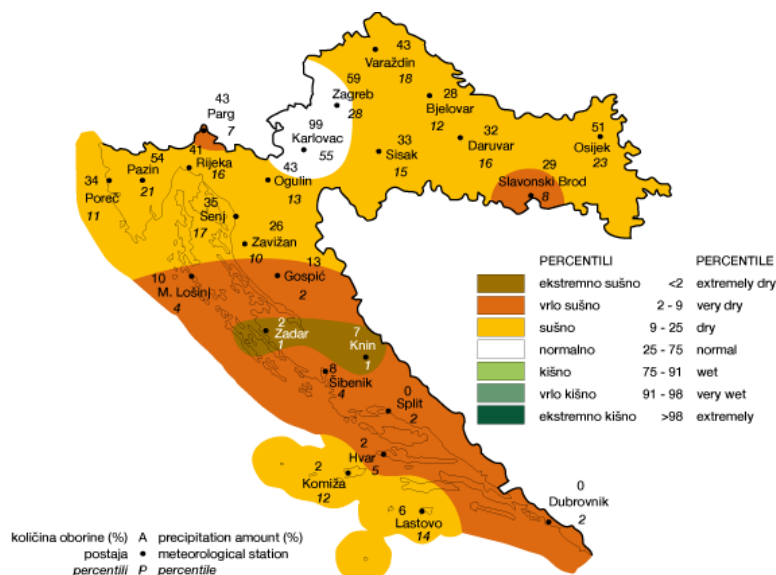 43
Varaždin
18
59
Zagreb
28
28
Bjelovar
12
43
Parg
7
99
Karlovac
55
33
Sisak
15
32
Daruvar
16
51
Osijek
23
29
Slavonski Brod
8
34
Poreč
11
54
Pazin
21
41
Rijeka
16
43
Ogulin
13
35
Senj
17
26
Zavižan
10
13
Gospić
2
10
M. Lošinj
4
2
Zadar
1
7
Knin
1
8
Šibenik
4
0
Split
2
2
Hvar
5
2
Komiža
12
6
Lastovo
14
0
Dubrovnik
2
PERCENTILI PERCENTILE
ekstremno sušno <2 extremely dry
vrlo sušno 2 - 9 very dry
sušno 9 - 25 dry
normalno 25 - 75 normal
kišno 75 - 91 wet
vrlo kišno 91 - 98 very wet
ekstremno kišno >98 extremely
količina oborine (%) A precipitation amount (%)
postaja • meteorological station
percentili P percentile